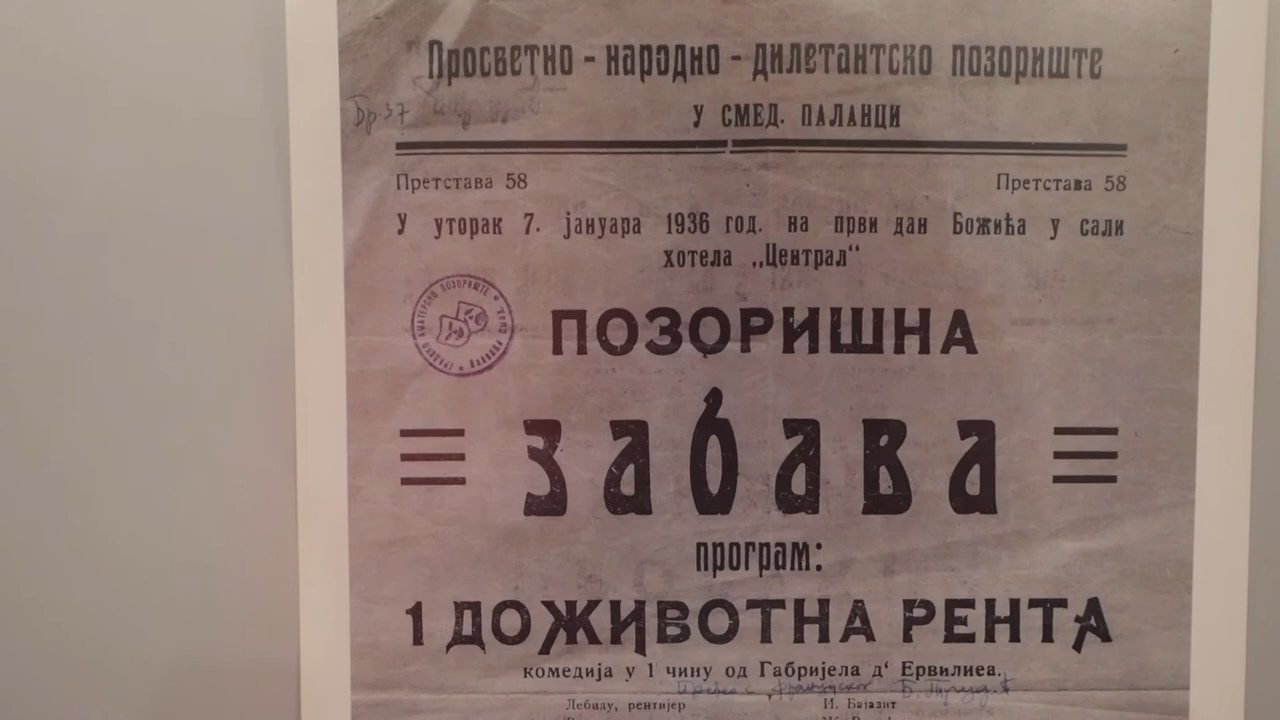 Просветно - народно - дилетантско позориште
Бр. 37
У СМЕД. ПАЛАНЦИ
Претстава 58 Претстава 58
У уторак 7. јануара 1936 год. на први дан Божића у сали
хотела „Централ“
ПОЗОРИШНА
забава
програм:
1 ДОЖИВОТНА РЕНТА
комедија у 1 чину од Габријела д‘ Ервилиеа.
Лебиду, рентијер И. Бајазит